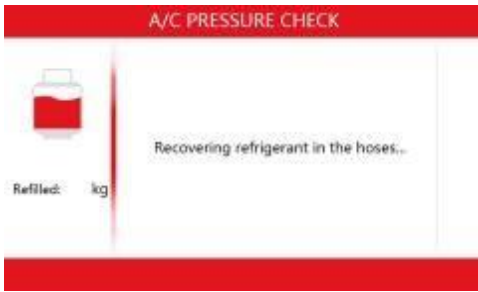 A/C PRESSURE CHECK
Recovering refrigerant in the hoses...
Refilled: kg